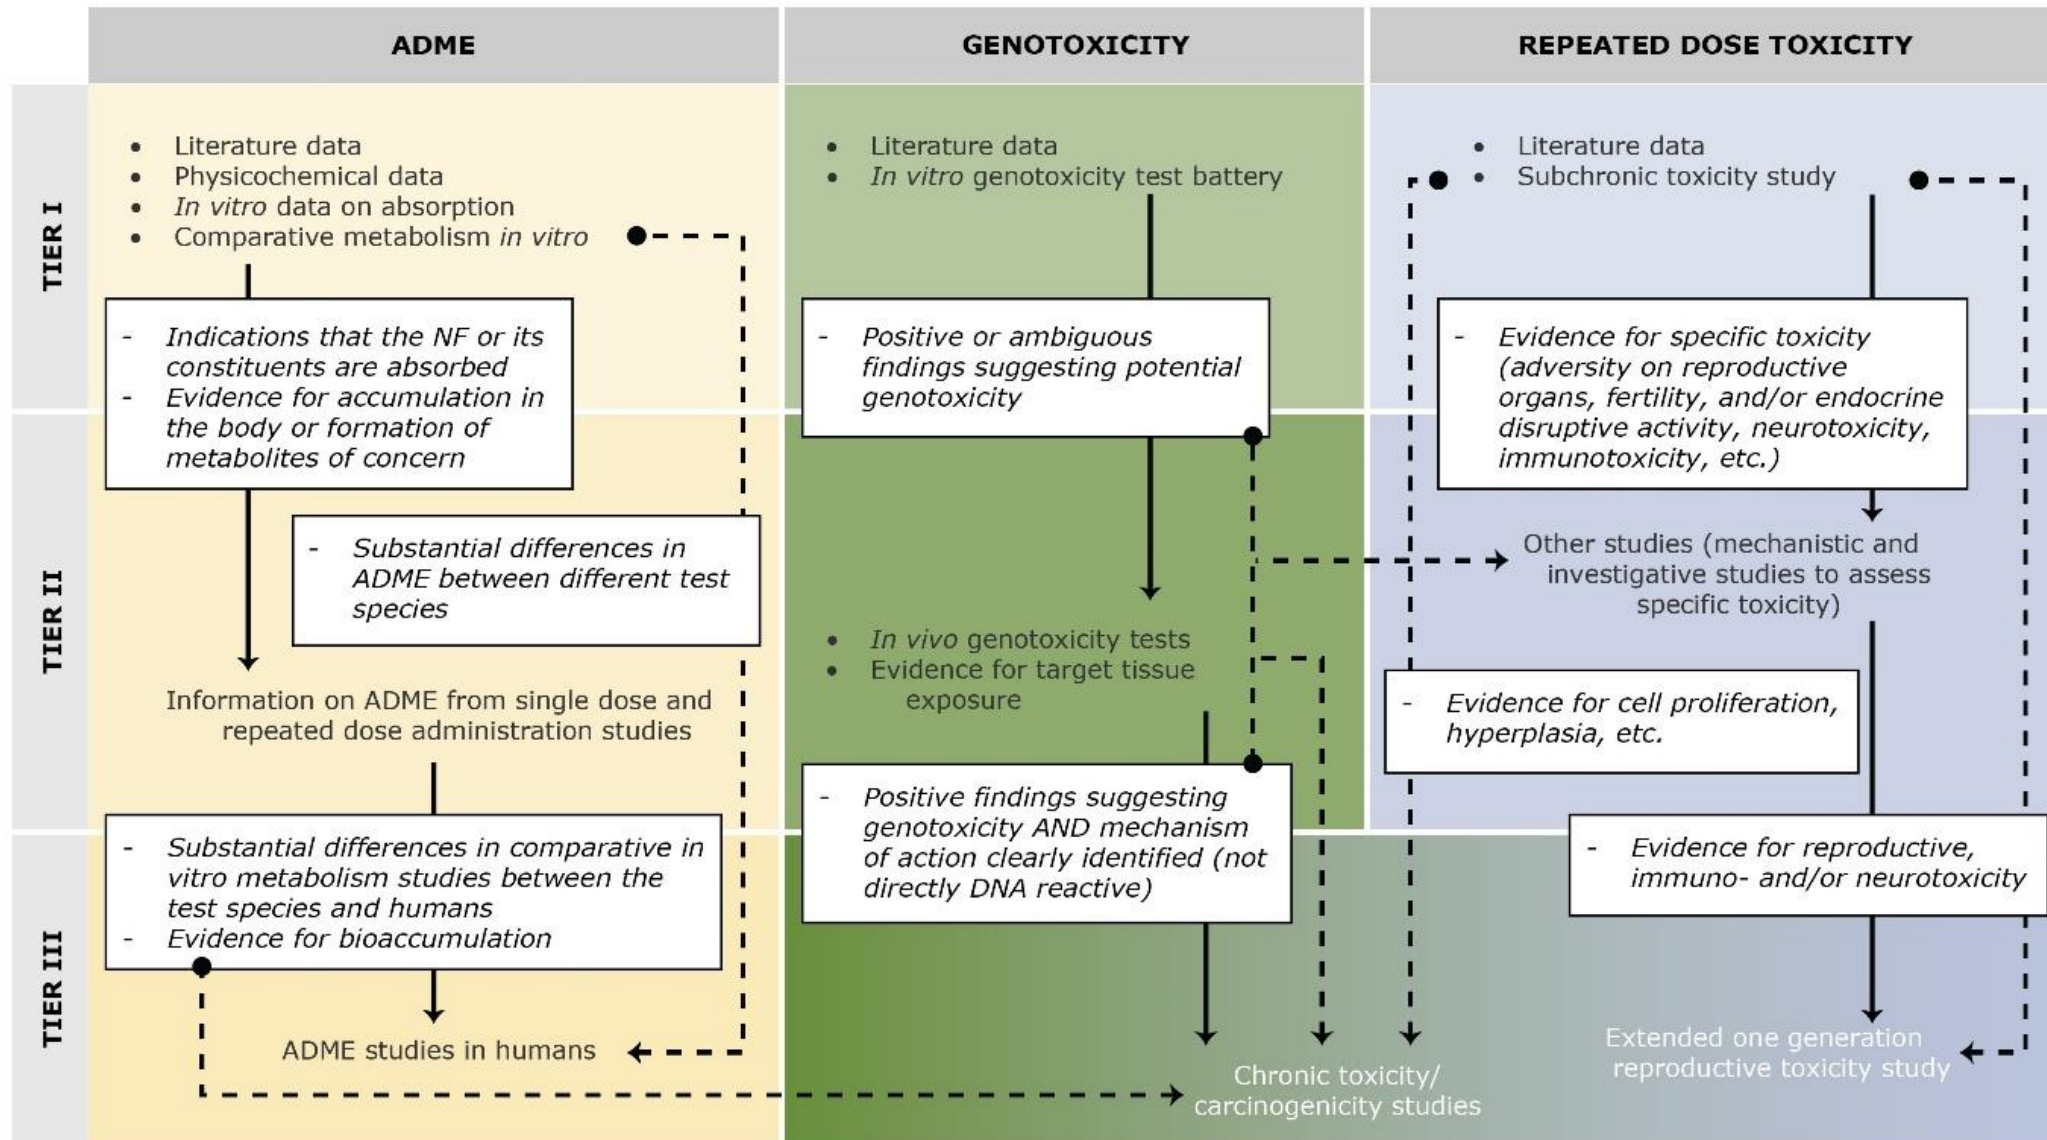 ADME
GENOTOXICITY
REPEATED DOSE TOXICITY
TIER I
• Literature data
• Physicochemical data
• In vitro data on absorption
• Comparative metabolism in vitro
- Indications that the NF or its
constituents are absorbed
- Evidence for accumulation in
the body or formation of
metabolites of concern
• Literature data
• In vitro genotoxicity test battery
- Positive or ambiguous
findings suggesting potential
genotoxicity
• Literature data
• Subchronic toxicity study
- Evidence for specific toxicity
(adversity on reproductive
organs, fertility, and/or endocrine
disruptive activity, neurotoxicity,
immunotoxicity, etc.)
TIER II
- Substantial differences in
ADME between different test
species
Information on ADME from single dose and
repeated dose administration studies
• In vivo genotoxicity tests
• Evidence for target tissue
exposure
Other studies (mechanistic and
investigative studies to assess
specific toxicity)
- Evidence for cell proliferation,
hyperplasia, etc.
TIER III
- Substantial differences in comparative in
vitro metabolism studies between the
test species and humans
- Evidence for bioaccumulation
ADME studies in humans
- Positive findings suggesting
genotoxicity AND mechanism
of action clearly identified (not
directly DNA reactive)
Chronic toxicity/
carcinogenicity studies
- Evidence for reproductive,
immuno- and/or neurotoxicity
Extended one generation
reproductive toxicity study